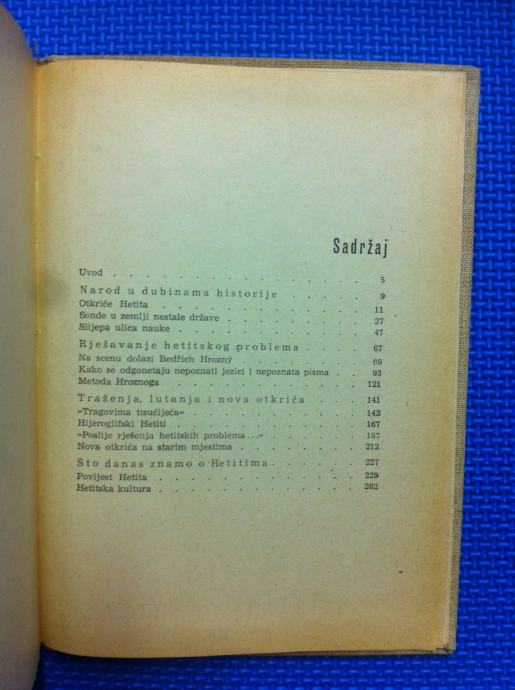 Sadržaj
Uvod . . . . . . . . . . . . . . . 5
Narod u dubinama historije . . . . 9
Otkriće Hetita . . . . . . . . . . 11
Sonde u zemlji nestale države . . . . . . . 27
Slijepa ulica nauke . . . . . . . . . 47
Rješavanje hetitskog problema . . . . 67
Na scenu dolazi Bedřich Hrozný . . . . . . 69
Kako se odgonetaju nepoznati jezici i nepoznata pisma . . 93
Metoda Hroznoga . . . . . . . . . . 121
Traženja, lutanja i nova otkrića . . 141
»Tragovima tisućljeća« . . . . . . . . . 143
Hijeroglifski Hetiti . . . . . . . . . 167
»Poslije rješenja hetitskih problema...« . . . . . 187
Nova otkrića na starim mjestima . . . . . . 212
Što danas znamo o Hetitima . . . . 227
Povijest Hetita . . . . . . . . . . 229
Hetitska kultura . . . . . . . . . . 262